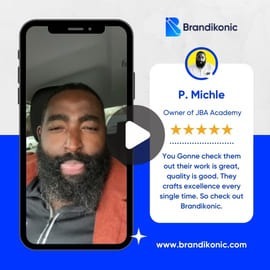 Brandikonic
P. Michle
Owner of JBA Academy
You Gonne check them
out their work is great,
quality is good. They
crafts excellence every
single time. So check out
Brandikonic.
www.brandikonic.com